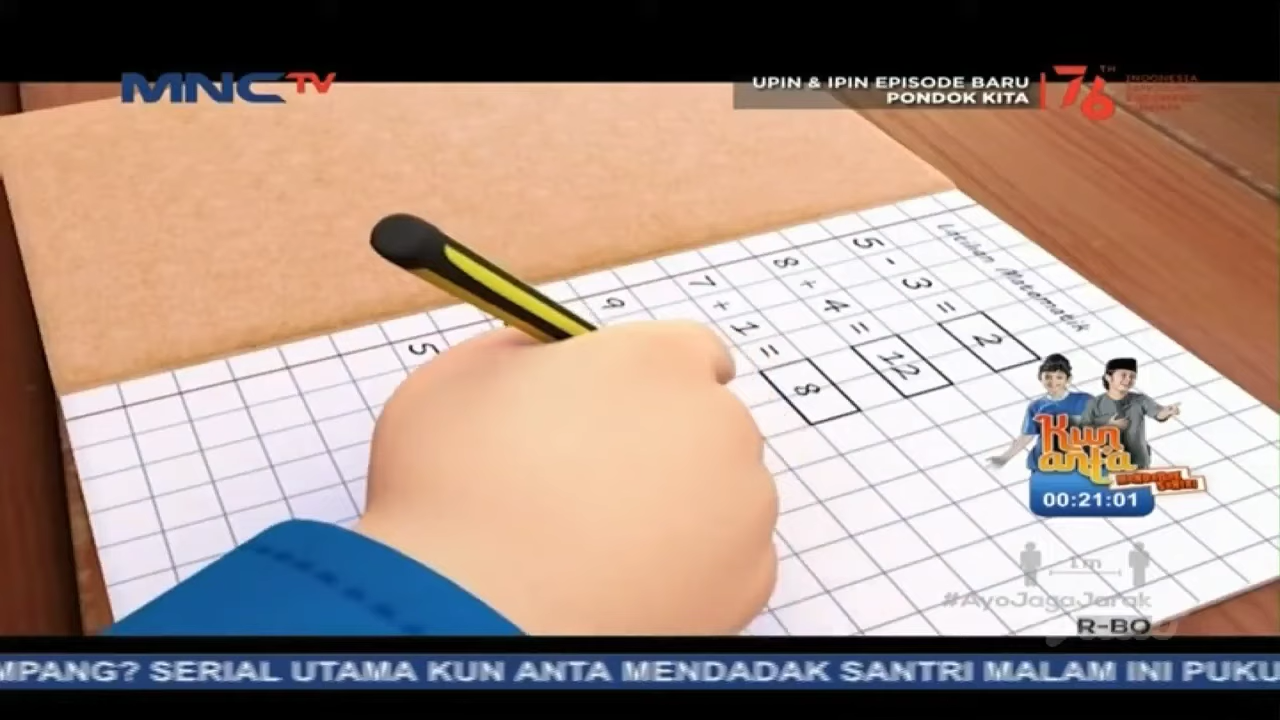 MNCTV
UPIN & IPIN EPISODE BARU
PONDOK KITA
76TH
INDONESIA
Latihan Matematik
5 - 3 = 2
8 + 4 = 12
7 + 1 = 8
9
5
Kun
anta
00:21:01
1m
#AyoJagaJarak
R-BO
MPANG? SERIAL UTAMA KUN ANTA MENDADAK SANTRI MALAM INI PUKU